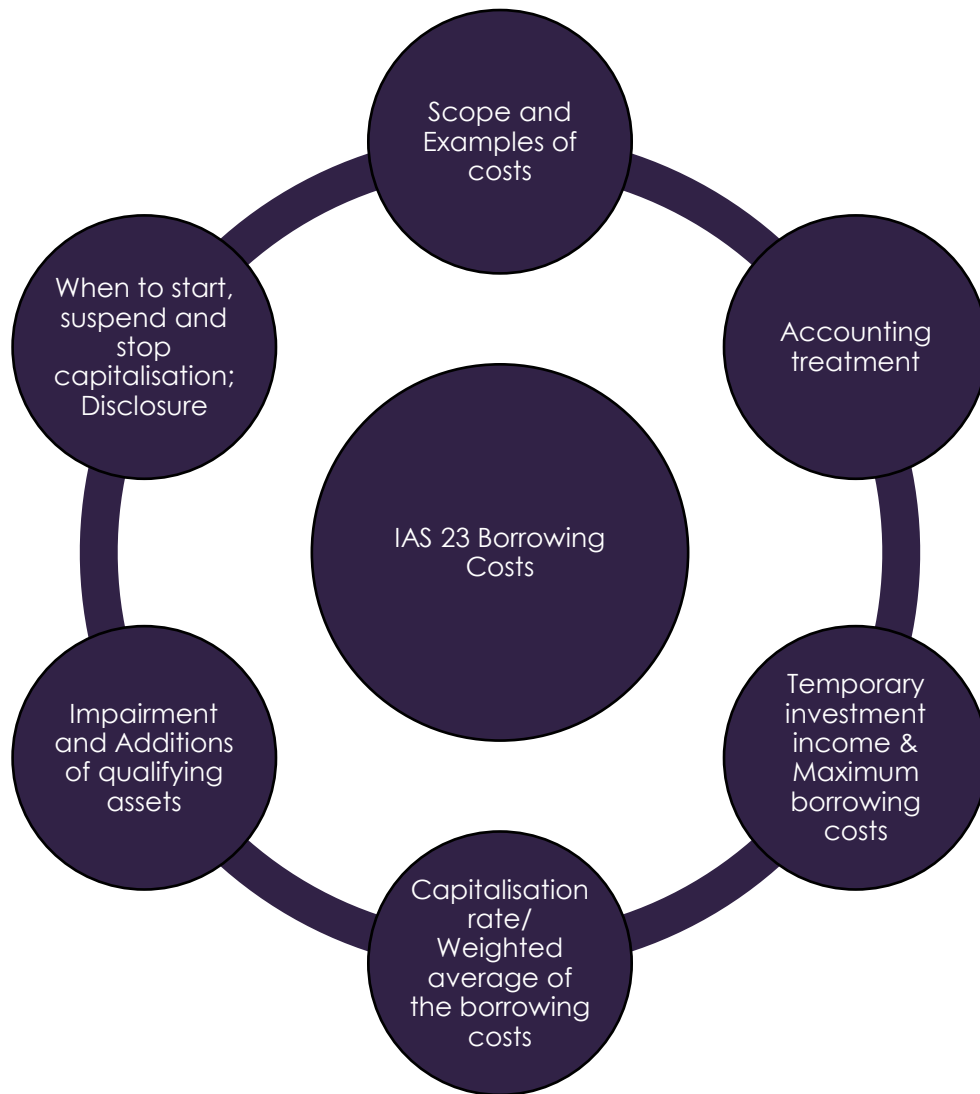 Scope and
Examples of
costs
When to start,
suspend and
stop
capitalisation;
Disclosure
Accounting
treatment
IAS 23 Borrowing
Costs
Impairment
and Additions
of qualifying
assets
Temporary
investment
income &
Maximum
borrowing
costs
Capitalisation
rate/
Weighted
average of
the borrowing
costs